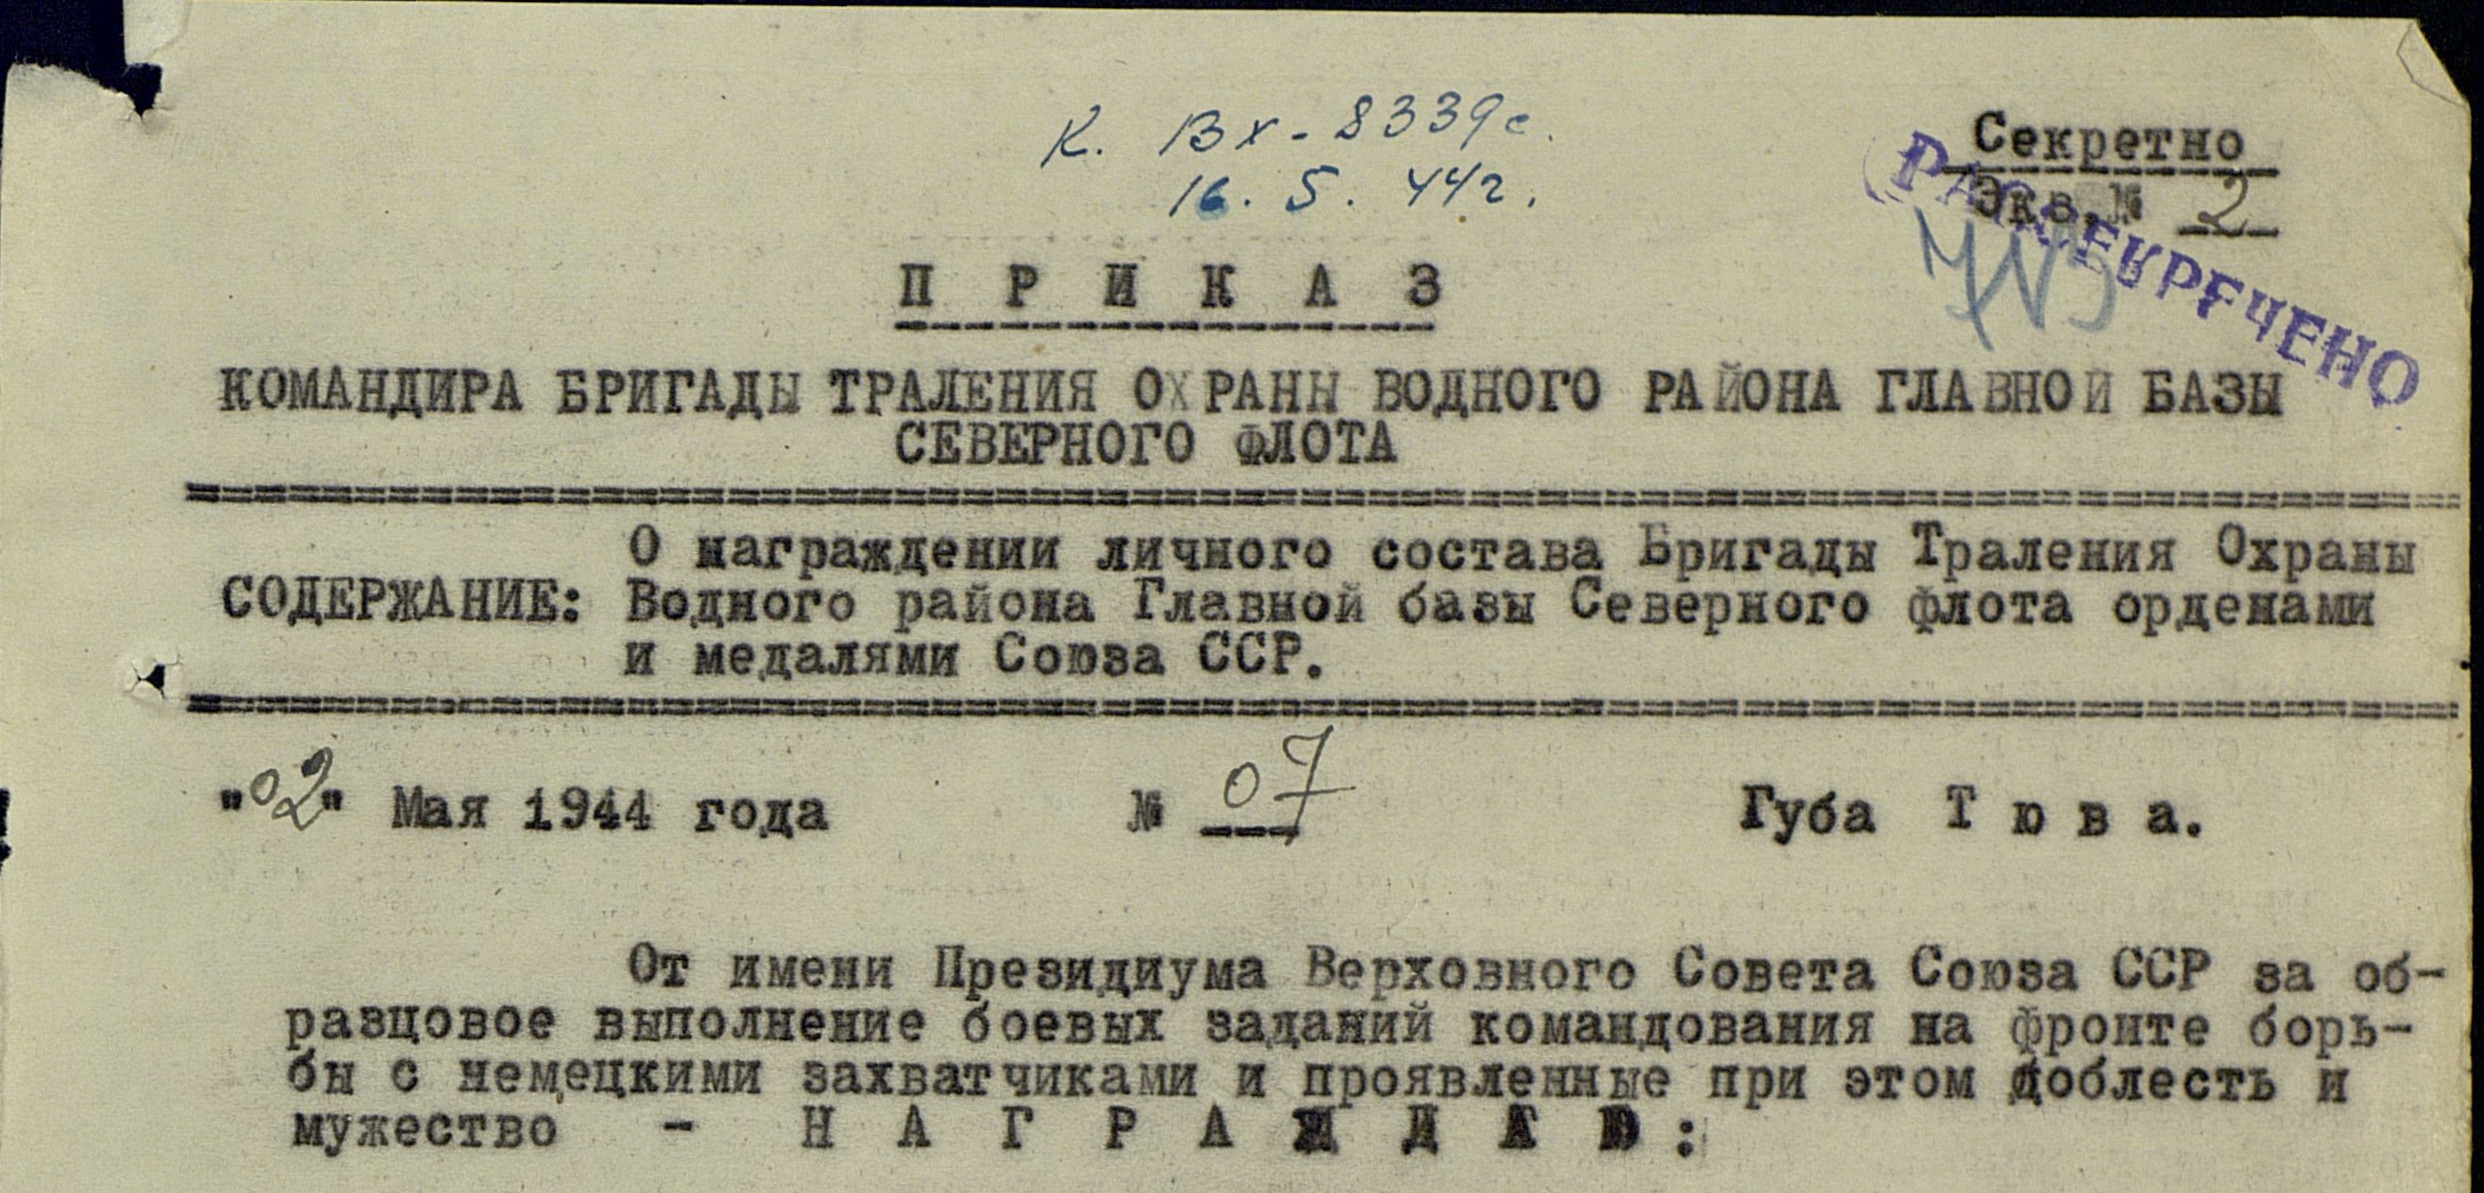 К. Вх-8339с.
16. 5. 44г.
Секретно
Экз.№ 2
РАССЕКРЕЧЕНО
П Р И К А З
КОМАНДИРА БРИГАДЫ ТРАЛЕНИЯ ОХРАНЫ ВОДНОГО РАЙОНА ГЛАВНОЙ БАЗЫ
СЕВЕРНОГО ФЛОТА
О награждении личного состава Бригады Траления Охраны
СОДЕРЖАНИЕ: Водного района Главной базы Северного флота орденами
и медалями Союза ССР.
"02" Мая 1944 года № 07 Губа Т ю в а.
От имени Президиума Верховного Совета Союза ССР за об-
разцовое выполнение боевых заданий командования на фронте борь-
бы с немецкими захватчиками и проявленные при этом доблесть и
мужество - Н А Г Р А Ж Д А Ю :